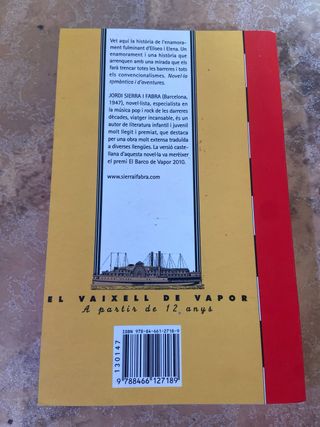 Vet aquí la història de l'enamora-
ment fulminant d'Eliseo i Elena. Un
enamorament i una història que
arrenquen amb una mirada que els
farà trencar totes les barreres i tots
els convencionalismes. Novel·la
romàntica i d'aventures.
JORDI SIERRA I FABRA (Barcelona,
1947), novel·lista, especialista en
la música pop i rock de les darreres
dècades, viatger incansable, és un
autor de literatura infantil i juvenil
molt llegit i premiat, que destaca
per una obra molt extensa traduïda
a diverses llengües. La versió caste-
llana d'aquesta novel·la va merèixer
el premi El Barco de Vapor 2010.
www.sierraifabra.com
EL VAIXELL DE VAPOR
A partir de 12 anys
ISBN 978-84-661-2718-9
130147
9 788466 127189